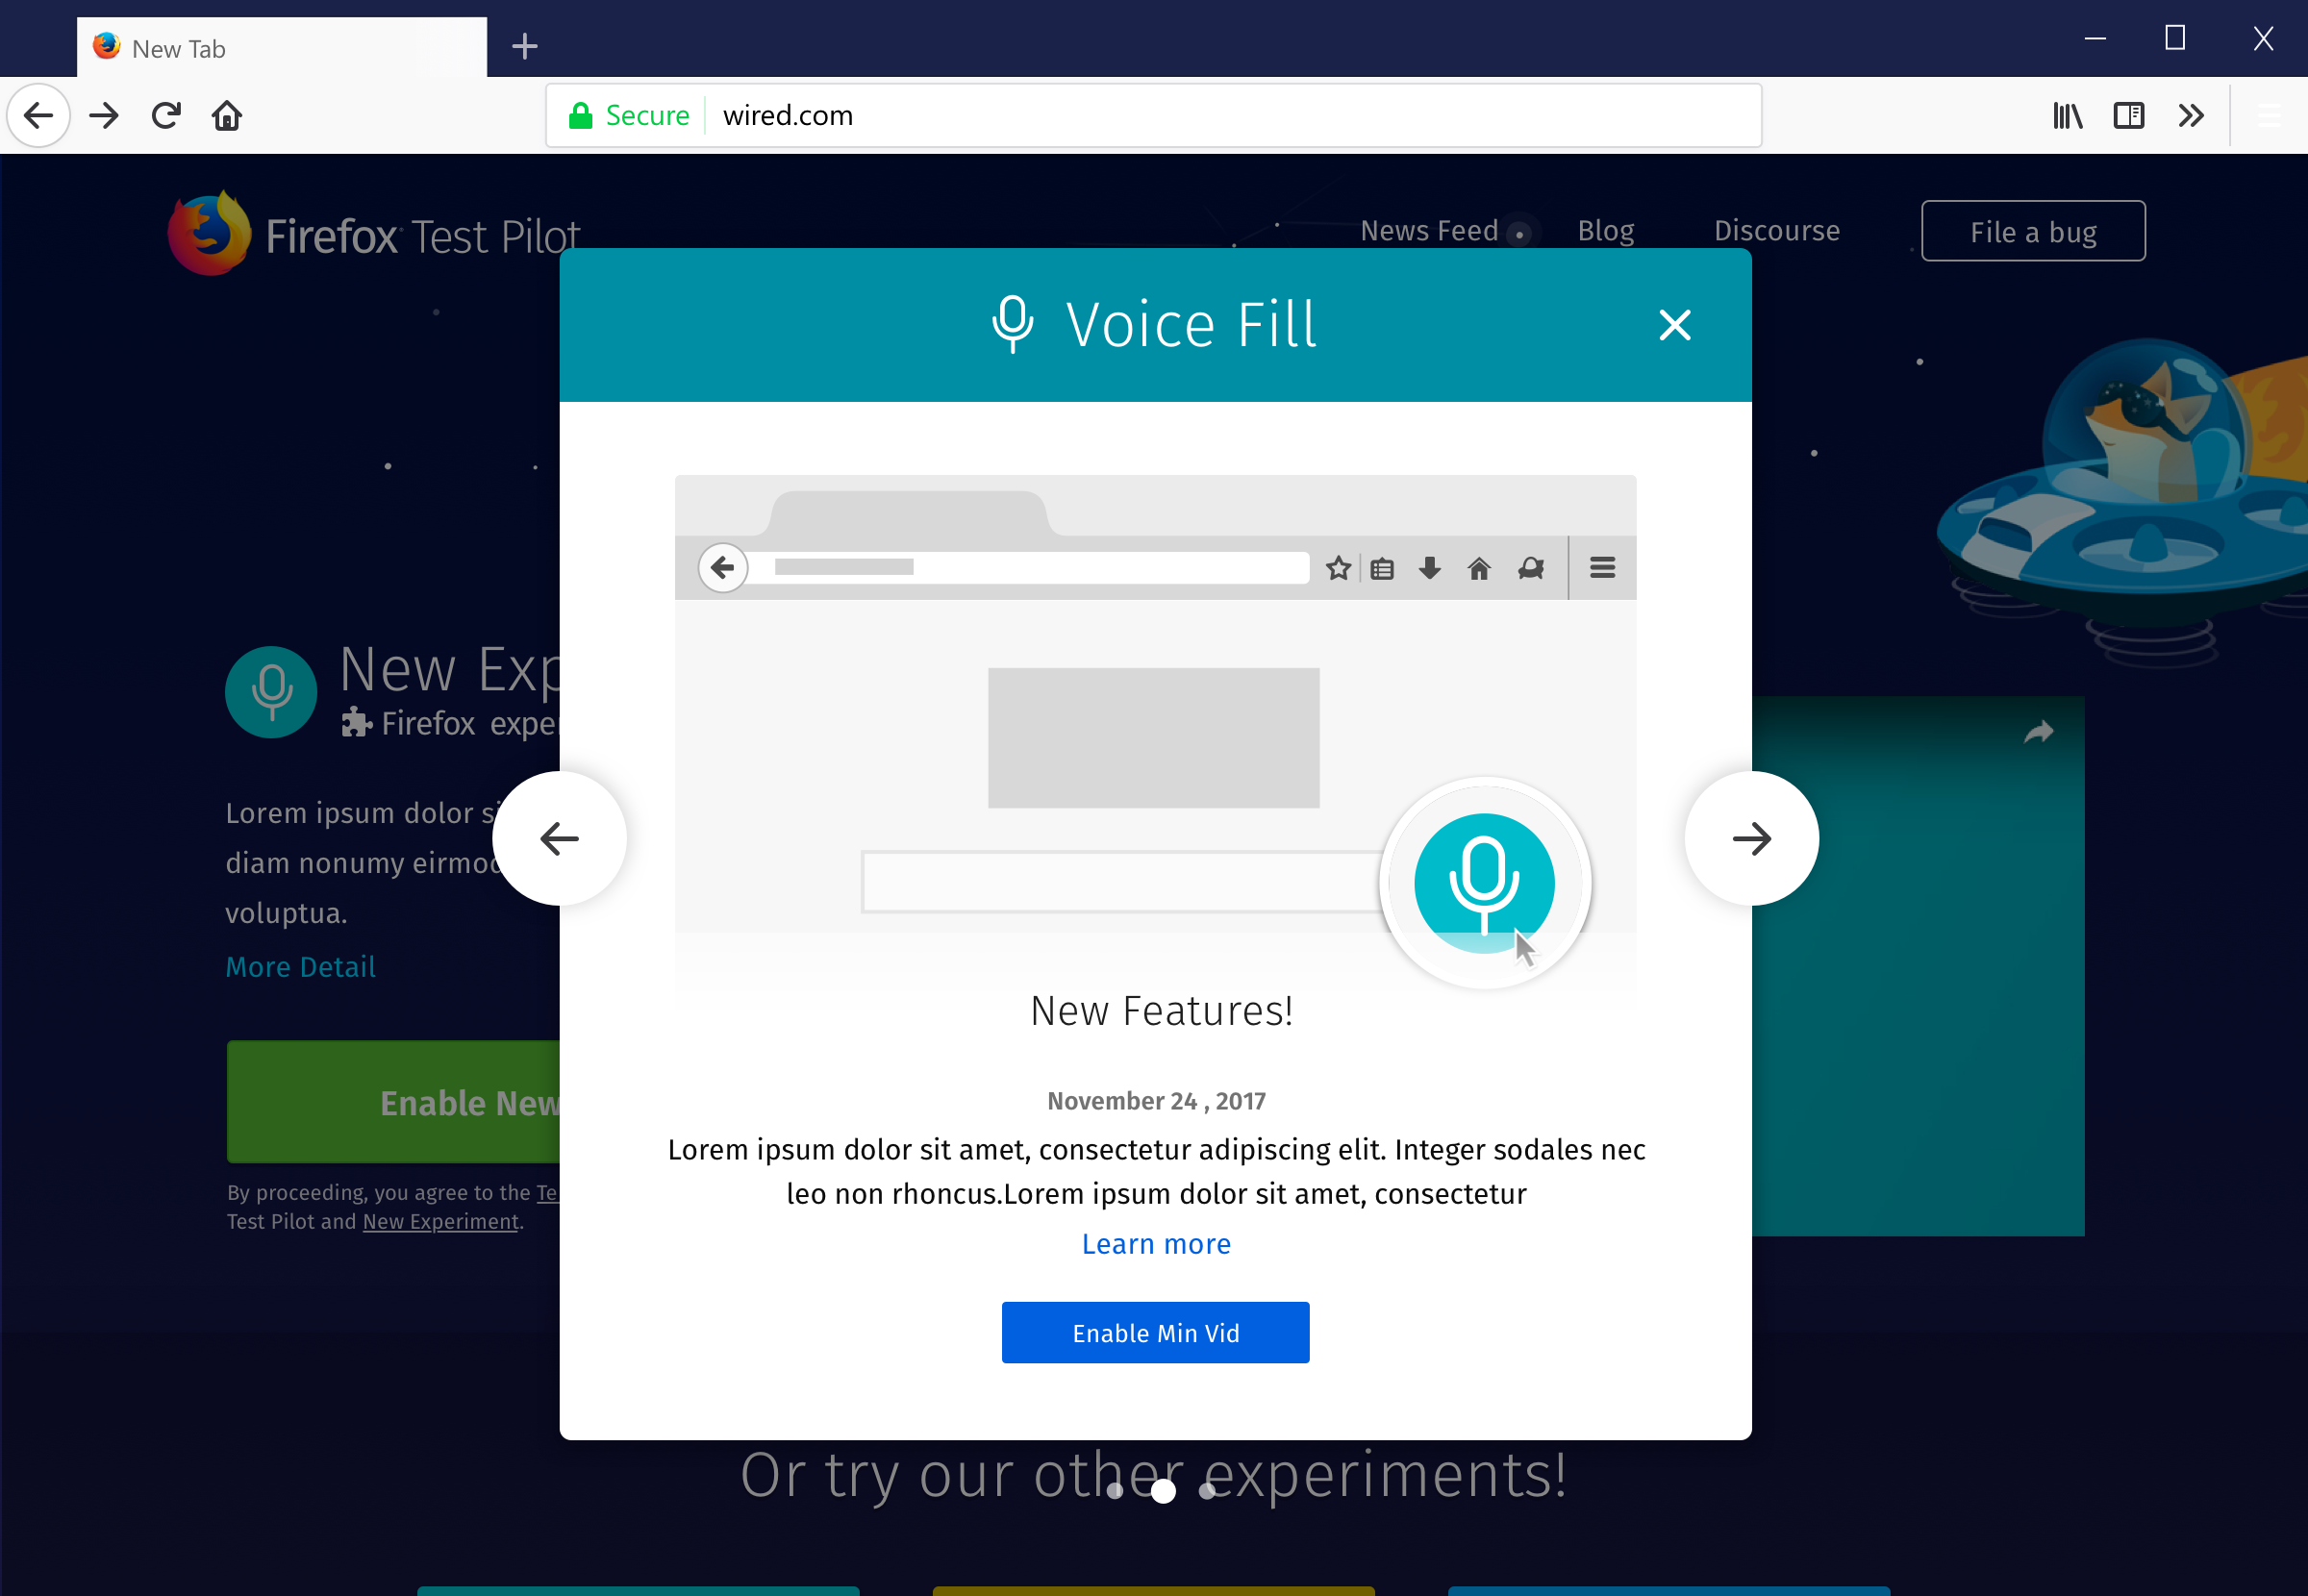 New Tab
Secure wired.com
Firefox Test Pilot
News Feed Blog Discourse File a bug
Voice Fill
New Exp
Firefox exper
Lorem ipsum dolor si
diam nonumy eirmod
voluptua.
More Detail
Enable New
By proceeding, you agree to the Te
Test Pilot and New Experiment.
New Features!
November 24 , 2017
Lorem ipsum dolor sit amet, consectetur adipiscing elit. Integer sodales nec
leo non rhoncus.Lorem ipsum dolor sit amet, consectetur
Learn more
Enable Min Vid
Or try our other experiments!